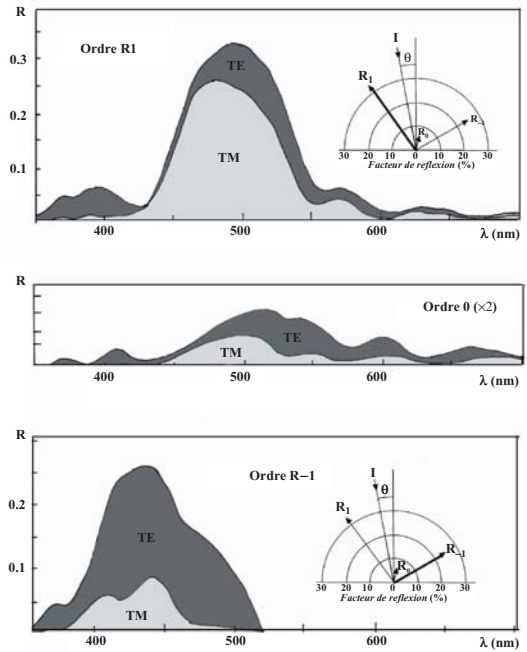 R
Ordre R1
I
θ
0.3
TE
R1
R0
R-1
0.2
TM
30 20 10 0 10 20 30
Facteur de reflexion (%)
0.1
400 500 600
λ (nm)
R
Ordre 0 (×2)
TE
TM
400 500 600
λ (nm)
R
Ordre R−1
I
θ
0.2
R1
R-1
TE
R0
30 20 10 0 10 20 30
Facteur de reflexion (%)
0.1
TM
400 500 600
λ (nm)